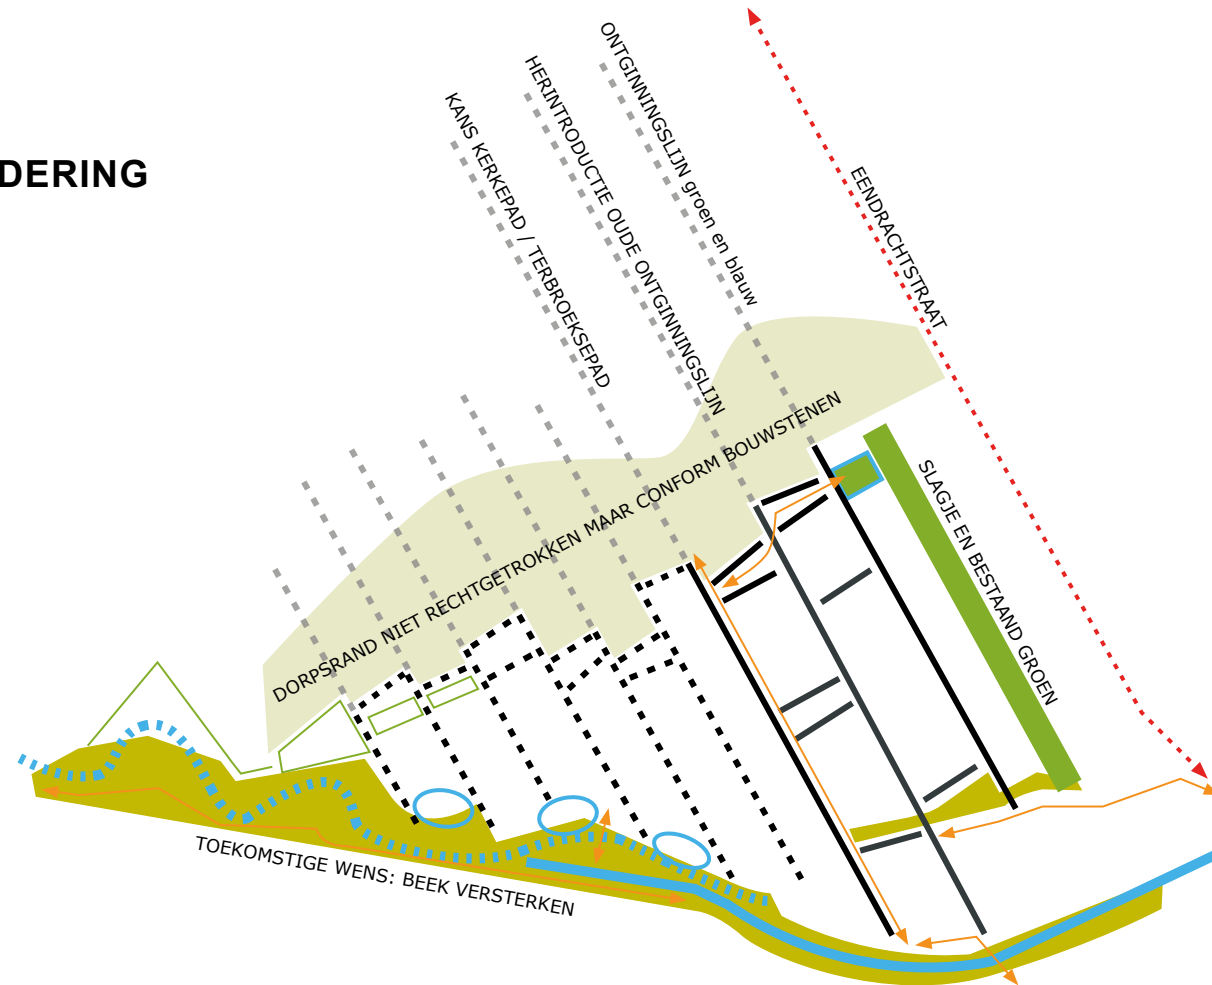 DERING
KANS KERKEPAD / TERBROEKSEPAD
HERINTRODUCTIE OUDE ONTGINNINGSLIJN
ONTGINNINGSLIJN groen en blauw
EENDRACHTSTRAAT
DORPSRAND NIET RECHTGETROKKEN MAAR CONFORM BOUWSTENEN
SLAGJE EN BESTAAND GROEN
TOEKOMSTIGE WENS: BEEK VERSTERKEN